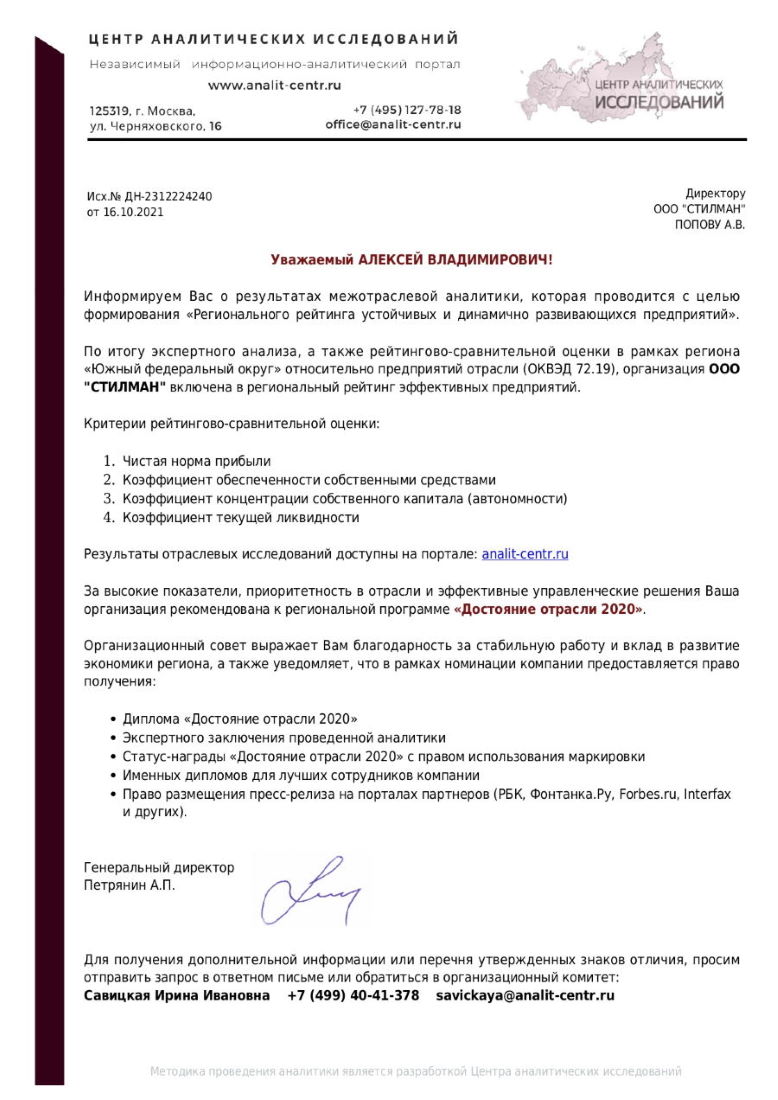 ЦЕНТР АНАЛИТИЧЕСКИХ ИССЛЕДОВАНИЙ
Независимый информационно-аналитический портал
www.analit-centr.ru
125319, г. Москва,
ул. Черняховского, 16
+7 (495) 127-78-18
office@analit-centr.ru
ЦЕНТР АНАЛИТИЧЕСКИХ
ИССЛЕДОВАНИЙ
Исх.№ ДН-2312224240
от 16.10.2021
Директору
ООО "СТИЛМАН"
ПОПОВУ А.В.
Уважаемый АЛЕКСЕЙ ВЛАДИМИРОВИЧ!
Информируем Вас о результатах межотраслевой аналитики, которая проводится с целью
формирования «Регионального рейтинга устойчивых и динамично развивающихся предприятий».
По итогу экспертного анализа, а также рейтингово-сравнительной оценки в рамках региона
«Южный федеральный округ» относительно предприятий отрасли (ОКВЭД 72.19), организация ООО
"СТИЛМАН" включена в региональный рейтинг эффективных предприятий.
Критерии рейтингово-сравнительной оценки:
1. Чистая норма прибыли
2. Коэффициент обеспеченности собственными средствами
3. Коэффициент концентрации собственного капитала (автономности)
4. Коэффициент текущей ликвидности
Результаты отраслевых исследований доступны на портале: analit-centr.ru
За высокие показатели, приоритетность в отрасли и эффективные управленческие решения Ваша
организация рекомендована к региональной программе «Достояние отрасли 2020».
Организационный совет выражает Вам благодарность за стабильную работу и вклад в развитие
экономики региона, а также уведомляет, что в рамках номинации компании предоставляется право
получения:
• Диплома «Достояние отрасли 2020»
• Экспертного заключения проведенной аналитики
• Статус-награды «Достояние отрасли 2020» с правом использования маркировки
• Именных дипломов для лучших сотрудников компании
• Право размещения пресс-релиза на порталах партнеров (РБК, Фонтанка.Ру, Forbes.ru, Interfax
и других).
Генеральный директор
Петрянин А.П.
Для получения дополнительной информации или перечня утвержденных знаков отличия, просим
отправить запрос в ответном письме или обратиться в организационный комитет:
Савицкая Ирина Ивановна +7 (499) 40-41-378 savickaya@analit-centr.ru
Методика проведения аналитики является разработкой Центра аналитических исследований